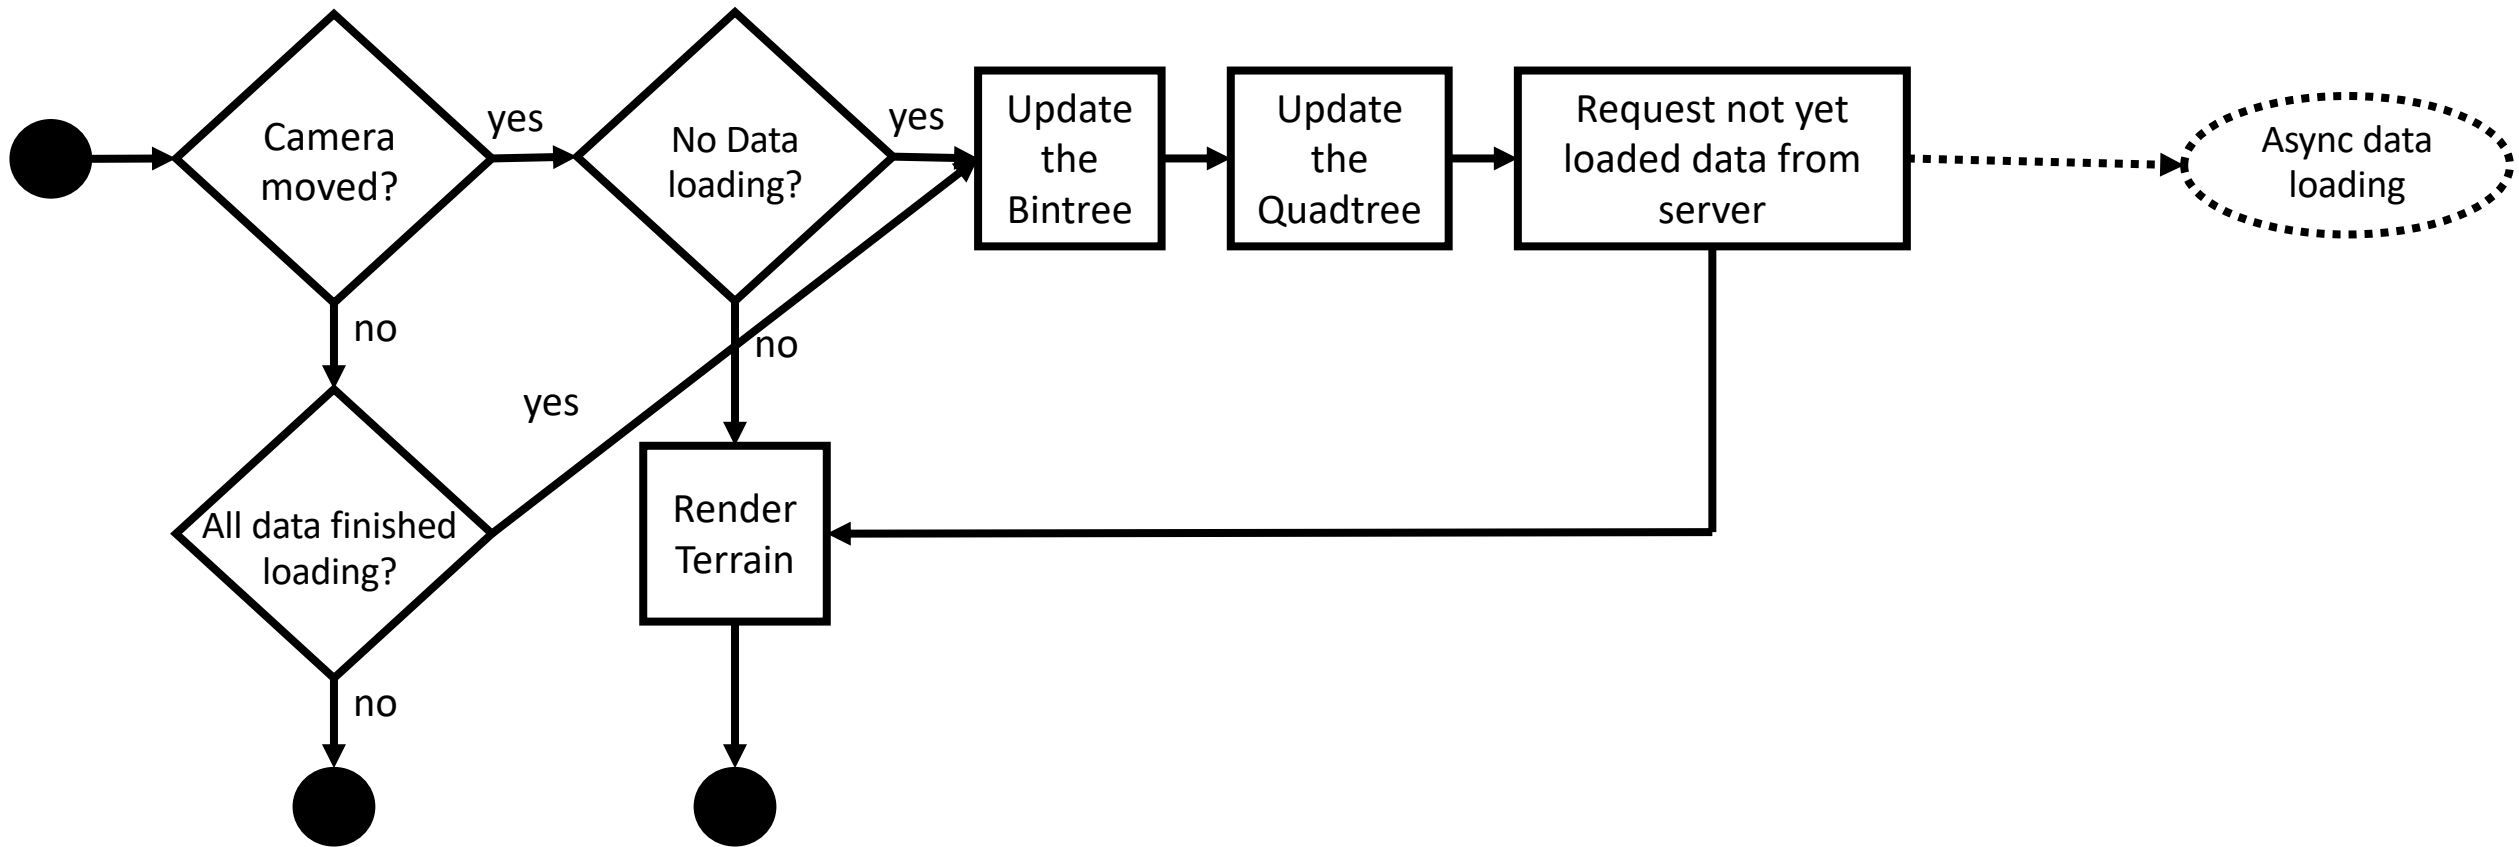 Camera
moved?
yes
No Data
loading?
yes
Update
the
Bintree
Update
the
Quadtree
Request not yet
loaded data from
server
Async data
loading
no
no
yes
All data finished
loading?
Render
Terrain
no